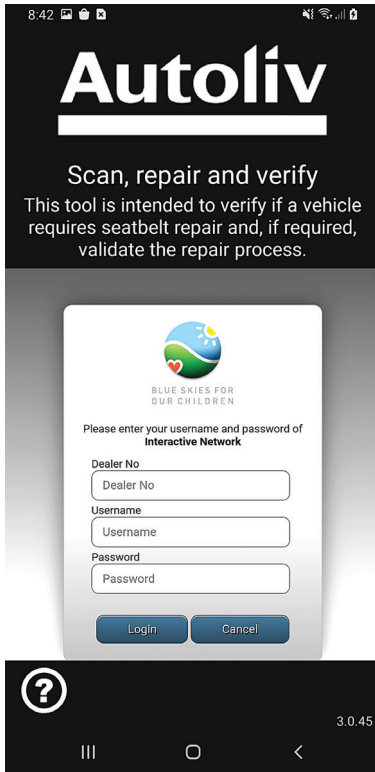 8:42
Autoliv
Scan, repair and verify
This tool is intended to verify if a vehicle
requires seatbelt repair and, if required,
validate the repair process.
BLUE SKIES FOR
OUR CHILDREN
Please enter your username and password of
Interactive Network
Dealer No
Dealer No
Username
Username
Password
Password
Login Cancel
?
3.0.45